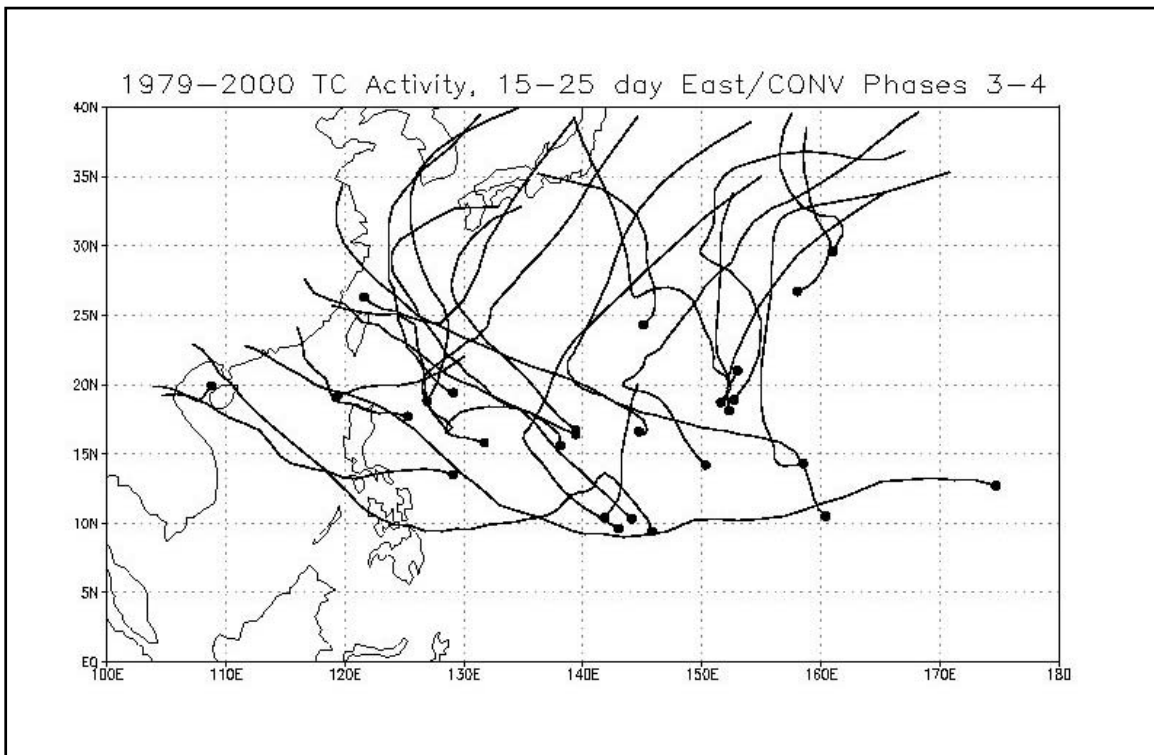 1979-2000 TC Activity, 15-25 day East/CONV Phases 3-4
40N
35N
30N
25N
20N
15N
10N
5N
EQ
100E 110E 120E 130E 140E 150E 160E 170E 180